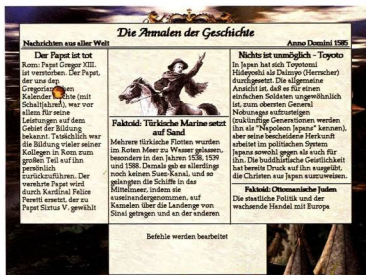 Die Annalen der Geschichte
Nachrichten aus aller Welt
Anno Domini 1585
Der Papst ist tot
Rom: Papst Gregor XIII.
ist verstorben. Der Papst,
der uns den
Kalender
Schaltjahren), war vor
allem für seine
Leistungen auf dem
Gebiet der Bildung
bekannt. Tatsächlich war
die Bildung vieler seiner
Kollegen in Rom zum
großen Teil auf ihn
persönlich
zurückzuführen. Der
verehrte Papst wird
durch Kardinal Felice
Peretti ersetzt, der zu
Papst Sixtus V. gewählt
Faktoid: Türkische Marine setzt
auf Sand
Mehrere türkische Flotten wurden
im Roten Meer zu Wasser gelassen,
besonders in den Jahren 1538, 1539
und 1588. Damals gab es allerdings
noch keinen Suez-Kanal, und so
gelangten die Schiffe in das
Mittelmeer, indem sie
auseinandergenommen, auf
Kamelen über die Landenge von
Sinai getragen und an der anderen
Nichts ist unmöglich - Toyoto
In Japan hat sich Toyotomi
Hideyoshi als Daimyo (Herrscher)
durchgesetzt. Die allgemeine
Ansicht ist, daß es für einen
einfachen Soldaten ungewöhnlich
ist, zum obersten General
Nobunagas aufzusteigen
(zukünftige Generationen werden
ihn als "Napoleon Japans" kennen),
aber seine bescheidene Herkunft
arbeitet im politischen System
Japans sowohl gegen als auch für
ihn. Die buddhistische Geistlichkeit
hat bereits Druck auf ihn ausgeübt,
die Christen aus Japan auszuweisen.
Faktoid: Ottomanische Juden
Die staatliche Politik und der
wachsende Handel mit Europa
Befehle werden bearbeitet